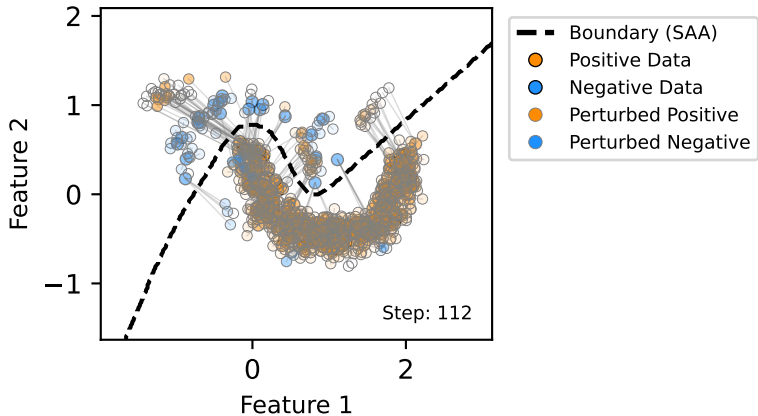 2
1
0
−1
Feature 2
0
2
Feature 1
Step: 112
Boundary (SAA)
Positive Data
Negative Data
Perturbed Positive
Perturbed Negative